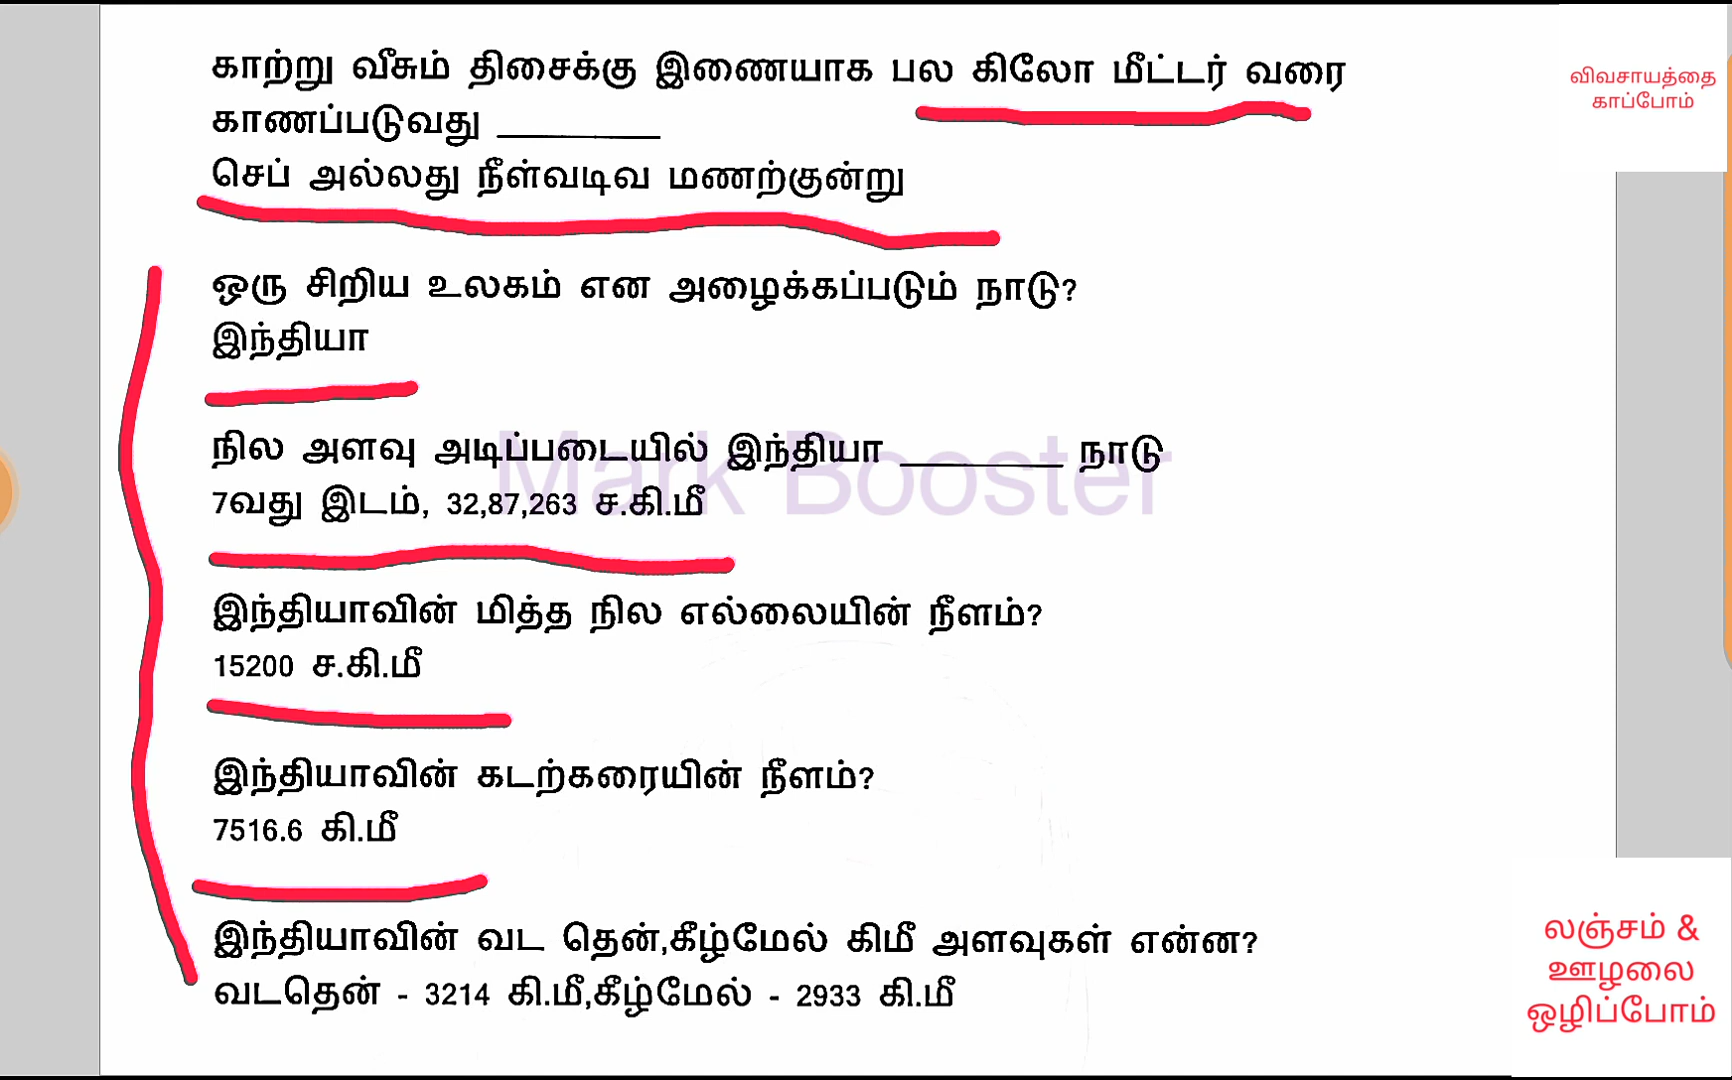 காற்று வீசும் திசைக்கு இணையாக பல கிலோ மீட்டர் வரை
காணப்படுவது ________
செப் அல்லது நீள்வடிவ மணற்குன்று
ஒரு சிறிய உலகம் என அழைக்கப்படும் நாடு?
இந்தியா
நில அளவு அடிப்படையில் இந்தியா ________ நாடு
7வது இடம், 32,87,263 ச.கி.மீ
இந்தியாவின் மித்த நில எல்லையின் நீளம்?
15200 ச.கி.மீ
இந்தியாவின் கடற்கரையின் நீளம்?
7516.6 கி.மீ
இந்தியாவின் வட தென்,கீழ்மேல் கிமீ அளவுகள் என்ன?
வடதென் - 3214 கி.மீ,கீழ்மேல் - 2933 கி.மீ
Mark Booster
விவசாயத்தை
காப்போம்
லஞ்சம் &
ஊழலை
ஒழிப்போம்